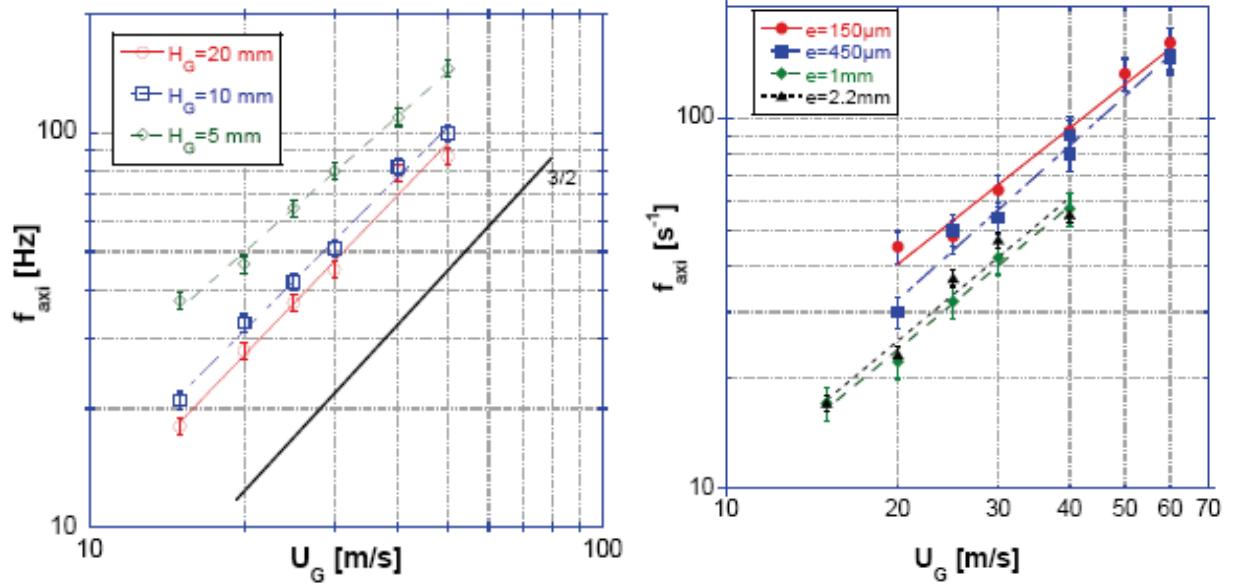 H_G=20 mm
H_G=10 mm
H_G=5 mm
100
10
3/2
f_axi [Hz]
10
100
U_G [m/s]
e=150µm
e=450µm
e=1mm
e=2.2mm
100
10
f_axi [s⁻¹]
10
20
30
40
50
60
70
U_G [m/s]